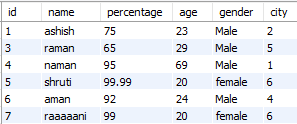 id name percentage age gender city
1 ashish 75 23 Male 2
3 raman 65 29 Male 5
4 naman 95 69 Male 1
5 shruti 99.99 20 female 6
6 aman 92 24 Male 4
7 raaaaani 99 20 female 6